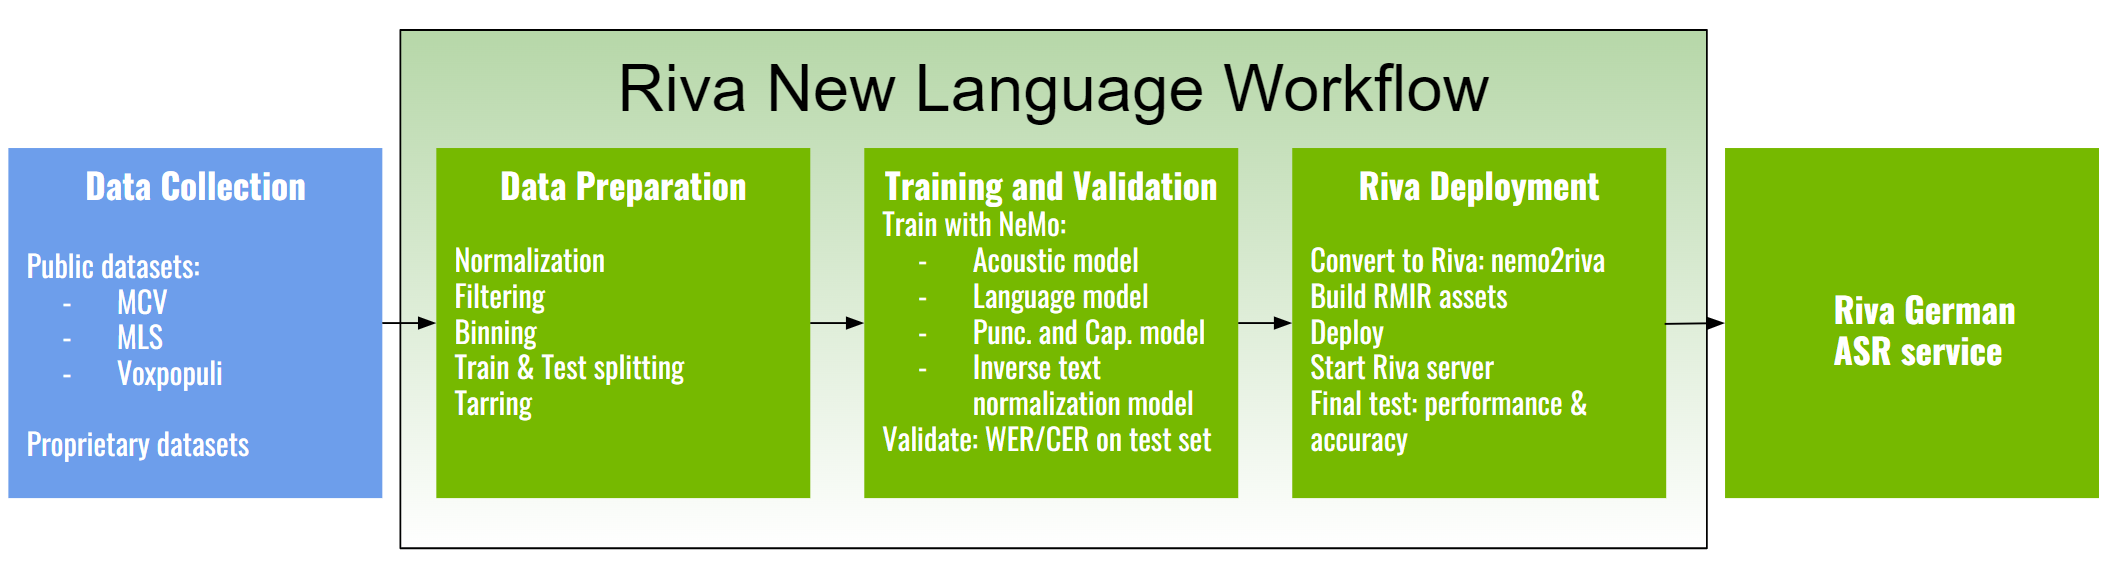 Riva New Language Workflow
Data Collection
Public datasets:
- MCV
- MLS
- Voxpopuli
Proprietary datasets
Data Preparation
Normalization
Filtering
Binning
Train & Test splitting
Tarring
Training and Validation
Train with NeMo:
- Acoustic model
- Language model
- Punc. and Cap. model
- Inverse text
normalization model
Validate: WER/CER on test set
Riva Deployment
Convert to Riva: nemo2riva
Build RMIR assets
Deploy
Start Riva server
Final test: performance &
accuracy
Riva German
ASR service